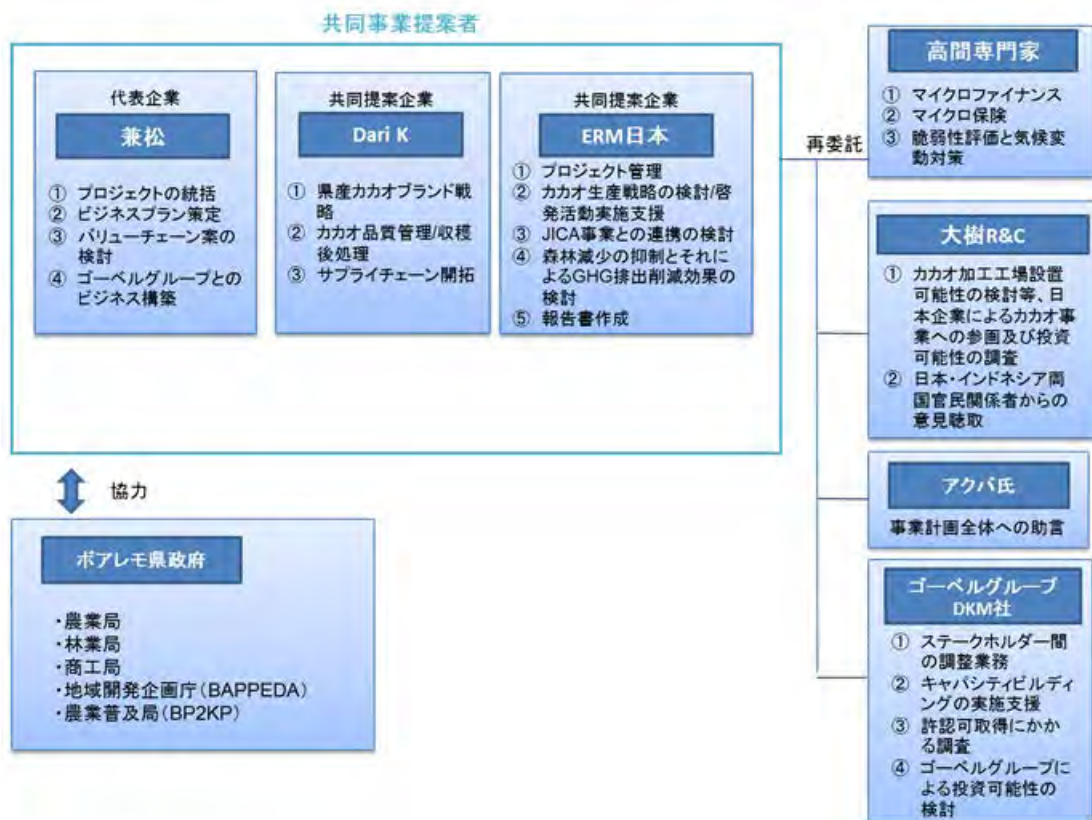 共同事業提案者
代表企業
兼松
① プロジェクトの統括
② ビジネスプラン策定
③ バリューチェーン案の
検討
④ ゴーベルグループとの
ビジネス構築
共同提案企業
Dari K
① 県産カカオブランド戦
略
② カカオ品質管理/収穫
後処理
③ サプライチェーン開拓
共同提案企業
ERM日本
① プロジェクト管理
② カカオ生産戦略の検討/啓
発活動実施支援
③ JICA事業との連携の検討
④ 森林減少の抑制とそれに
よるGHG排出削減効果の
検討
⑤ 報告書作成
再委託
高間専門家
① マイクロファイナンス
② マイクロ保険
③ 脆弱性評価と気候変
動対策
大樹R&C
① カカオ加工工場設置
可能性の検討等、日
本企業によるカカオ事
業への参画及び投資
可能性の調査
② 日本・インドネシア両
国官民関係者からの
意見聴取
アクバ氏
事業計画全体への助言
ゴーベルグループ
DKM社
① ステークホルダー間
の調整業務
② キャパシティビルディ
ングの実施支援
③ 許認可取得にかか
る調査
④ ゴーベルグループに
よる投資可能性の
検討
協力
ボアレモ県政府
・農業局
・林業局
・商工局
・地域開発企画庁(BAPPEDA)
・農業普及局(BP2KP)